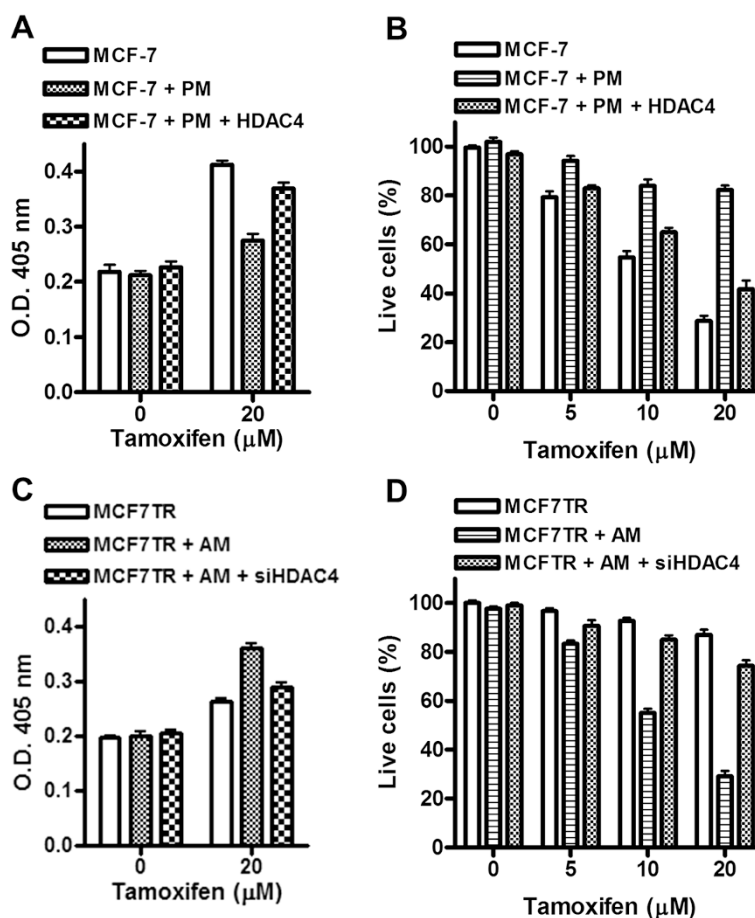 A
MCF-7
MCF-7 + PM
MCF-7 + PM + HDAC4
O.D. 405 nm
0.4
0.3
0.2
0.1
0.0
0 20
Tamoxifen (μM)
B
MCF-7
MCF-7 + PM
MCF-7 + PM + HDAC4
Live cells (%)
100
80
60
40
20
0
0 5 10 20
Tamoxifen (μM)
C
MCF7TR
MCF7TR + AM
MCF7TR + AM + siHDAC4
O.D. 405 nm
0.4
0.3
0.2
0.1
0.0
0 20
Tamoxifen (μM)
D
MCF7TR
MCF7TR + AM
MCFTR + AM + siHDAC4
Live cells (%)
100
80
60
40
20
0
0 5 10 20
Tamoxifen (μM)